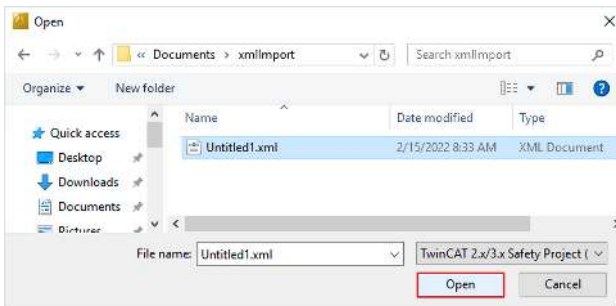 Open
« Documents > xmlImport
Search xmlImport
Organize
New folder
Name
Date modified
Type
Quick access
Untitled1.xml
2/15/2022 8:33 AM
XML Document
Desktop
Downloads
Documents
Pictures
File name:
Untitled1.xml
TwinCAT 2.x/3.x Safety Project (
Open
Cancel